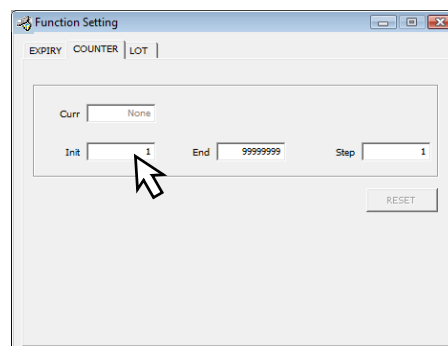 Function Setting
EXPIRY COUNTER LOT
Curr None
Init 1 End 99999999 Step 1
RESET